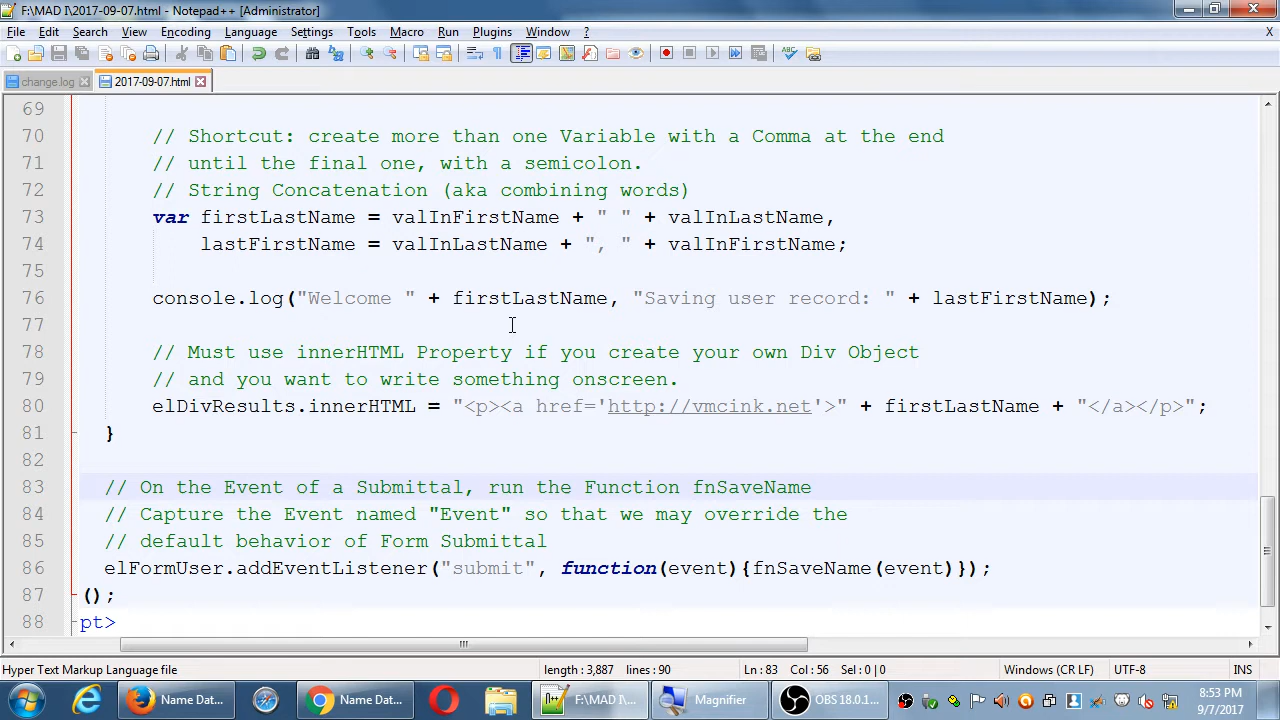 F:\MAD I\2017-09-07.html - Notepad++ [Administrator]
File Edit Search View Encoding Language Settings Tools Macro Run Plugins Window ? X
change.log 2017-09-07.html
69
70 // Shortcut: create more than one Variable with a Comma at the end
71 // until the final one, with a semicolon.
72 // String Concatenation (aka combining words)
73 var firstLastName = valInFirstName + " " + valInLastName,
74 lastFirstName = valInLastName + ", " + valInFirstName;
75
76 console.log("Welcome " + firstLastName, "Saving user record: " + lastFirstName);
77
78 // Must use innerHTML Property if you create your own Div Object
79 // and you want to write something onscreen.
80 elDivResults.innerHTML = "<p><a href='http://vmcink.net'>" + firstLastName + "</a></p>";
81 }
82
83 // On the Event of a Submittal, run the Function fnSaveName
84 // Capture the Event named "Event" so that we may override the
85 // default behavior of Form Submittal
86 elFormUser.addEventListener("submit", function(event){fnSaveName(event)});
87 ();
88 pt>
Hyper Text Markup Language file length : 3,887 lines : 90 Ln : 83 Col : 56 Sel : 0 | 0 Windows (CR LF) UTF-8 INS
Name Dat... Name Dat... F:\MAD I\... Magnifier OBS 18.0.1... 8:53 PM
9/7/2017